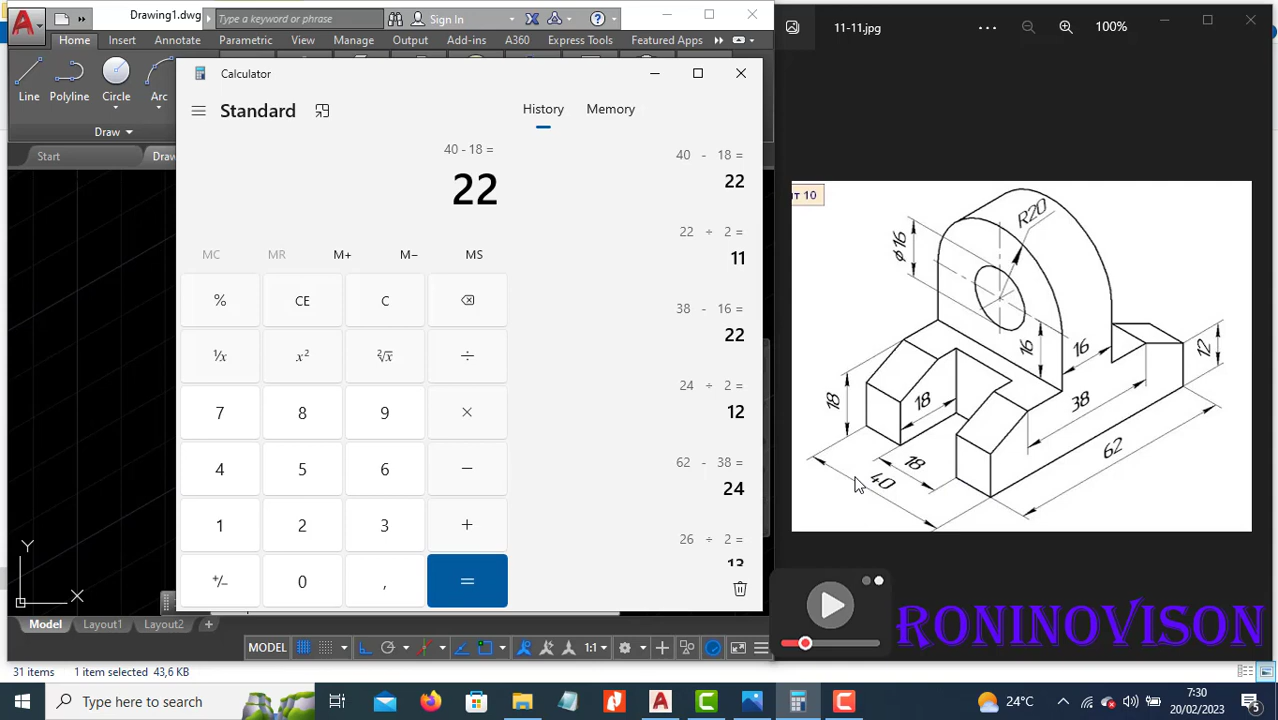 Drawing1.dwg
Type a keyword or phrase
Sign In
Home Insert Annotate Parametric View Manage Output Add-ins A360 Express Tools Featured Apps
Line Polyline Circle Arc
Draw
Start
Calculator
Standard
History Memory
40 - 18 =
22
MC MR M+ M− MS
% CE C
¹/x x² ²√x ÷
7 8 9 ×
4 5 6 −
1 2 3 +
+/− 0 , =
40 - 18 =
22
22 ÷ 2 =
11
38 - 16 =
22
24 ÷ 2 =
12
62 - 38 =
24
26 ÷ 2 =
13
11-11.jpg
100%
10
R20
ϕ16
16
16
12
18
18
38
18
62
40
RONINOVISON
Y
X
Model Layout1 Layout2 +
MODEL
1:1
31 items 1 item selected 43,6 KB
Type here to search
24°C
7:30
20/02/2023
5